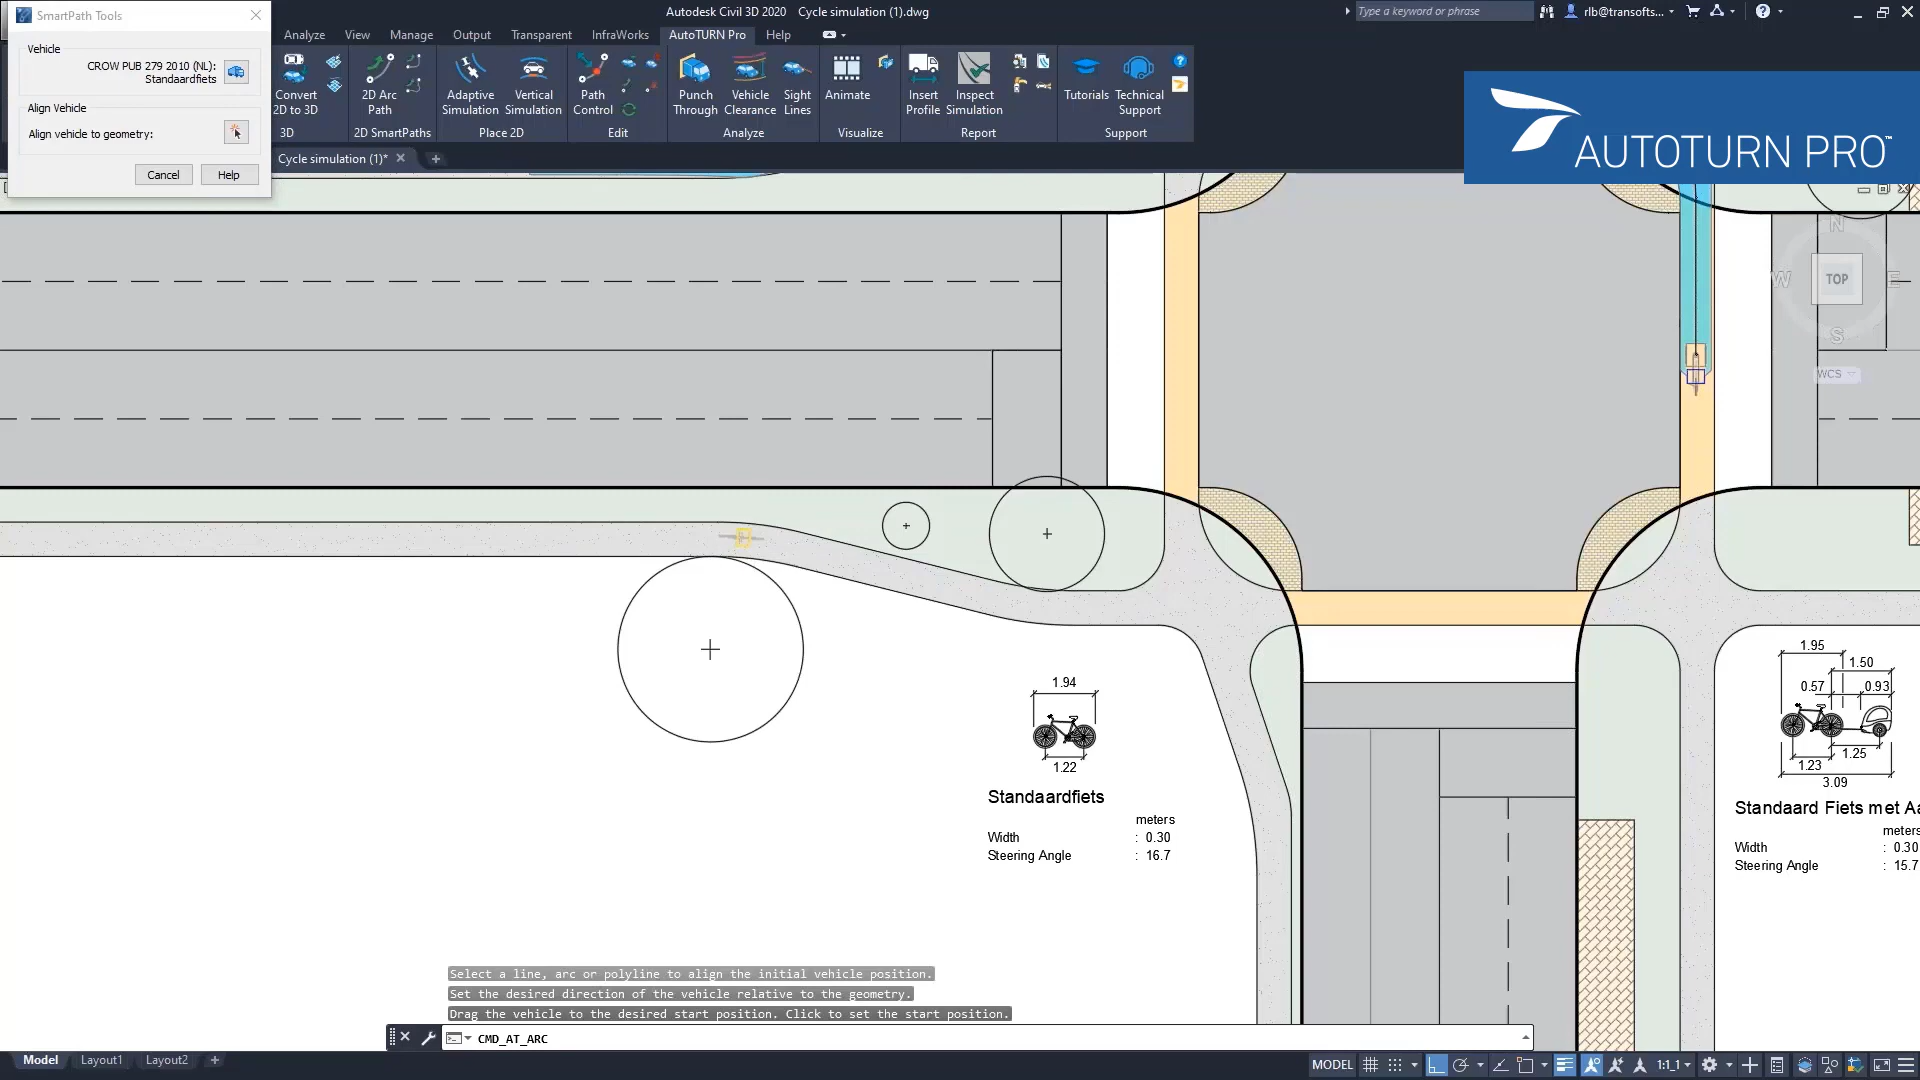 SmartPath Tools
Autodesk Civil 3D 2020 Cycle simulation (1).dwg
Type a keyword or phrase
rlb@transofts...
Vehicle
CROW PUB 279 2010 (NL):
Standaardfiets
Align Vehicle
Align vehicle to geometry:
Cancel Help
Analyze View Manage Output Transparent InfraWorks AutoTURN Pro Help
Convert
2D to 3D
2D Arc
Path
Adaptive
Simulation
Vertical
Simulation
Path
Control
Punch
Through
Vehicle
Clearance
Sight
Lines
Animate
Insert
Profile
Inspect
Simulation
Tutorials
Technical
Support
3D 2D SmartPaths Place 2D Edit Analyze Visualize Report Support
Cycle simulation (1)*
AUTOTURN PRO™
N
W TOP E
S
WCS
1.94
1.22
Standaardfiets
meters
Width : 0.30
Steering Angle : 16.7
1.95
1.50
0.57 0.93
1.25
1.23
3.09
Standaard Fiets met Aa
meters
Width : 0.30
Steering Angle : 15.7
Select a line, arc or polyline to align the initial vehicle position.
Set the desired direction of the vehicle relative to the geometry.
Drag the vehicle to the desired start position. Click to set the start position.
CMD_AT_ARC
Model Layout1 Layout2 +
MODEL 1:1_1